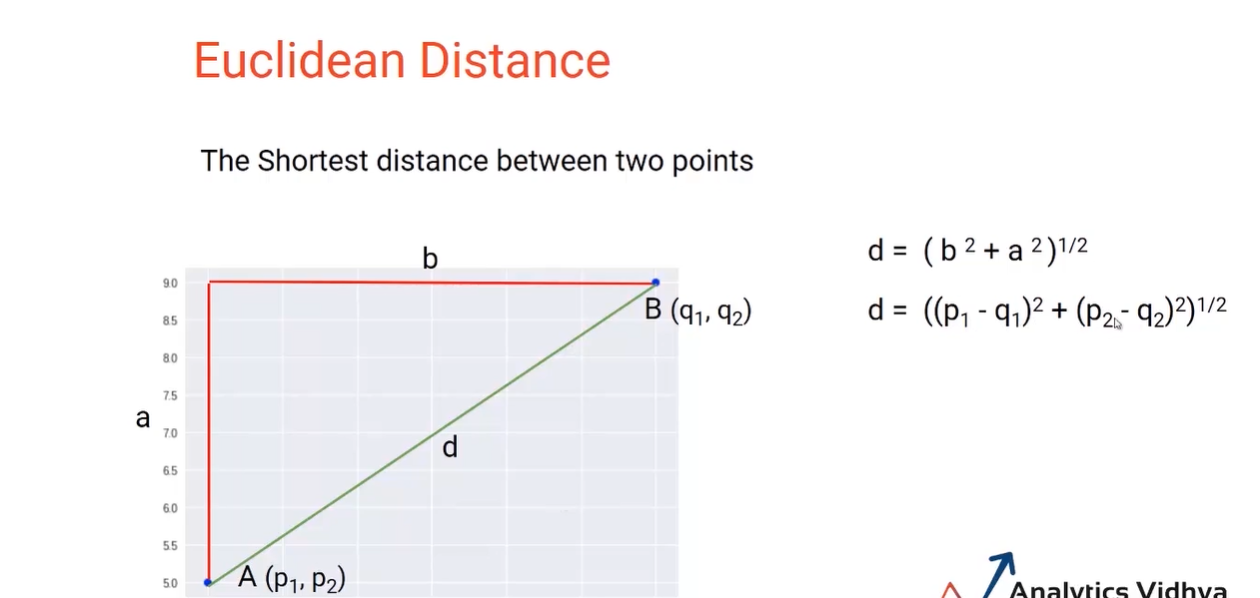 Euclidean Distance
The Shortest distance between two points
b
d = ( b ² + a ² )¹/²
9.0
B (q₁, q₂)
d = ((p₁ - q₁)² + (p₂ - q₂)²)¹/²
8.5
8.0
7.5
a
7.0
d
6.5
6.0
5.5
5.0
A (p₁, p₂)
Analytics Vidhya